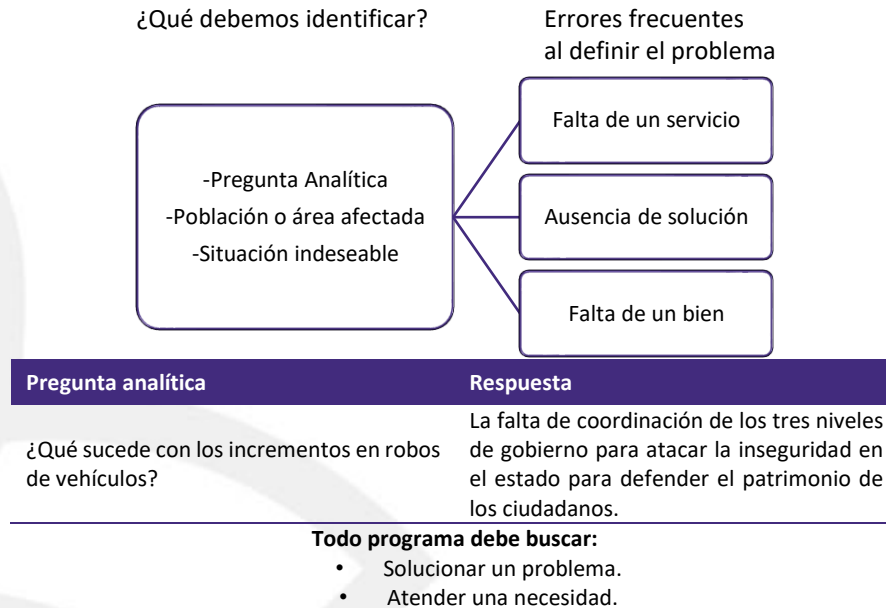 ¿Qué debemos identificar?
Errores frecuentes
al definir el problema
-Pregunta Analítica
-Población o área afectada
-Situación indeseable
Falta de un servicio
Ausencia de solución
Falta de un bien
Pregunta analítica
Respuesta
¿Qué sucede con los incrementos en robos
de vehículos?
La falta de coordinación de los tres niveles
de gobierno para atacar la inseguridad en
el estado para defender el patrimonio de
los ciudadanos.
Todo programa debe buscar:
• Solucionar un problema.
• Atender una necesidad.